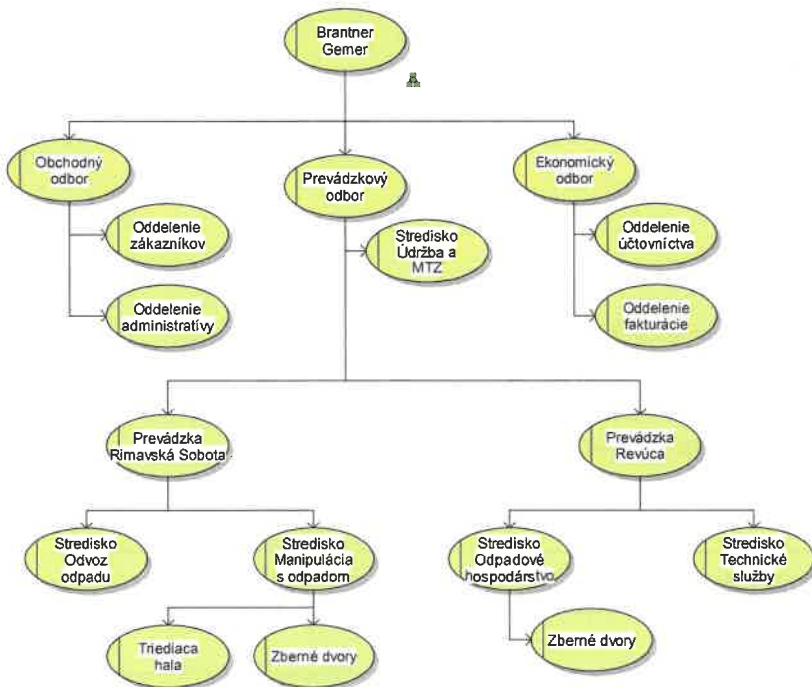 Brantner
Gemer
Obchodný
odbor
Prevádzkový
odbor
Ekonomický
odbor
Oddelenie
zákazníkov
Stredisko
Údržba a
MTZ
Oddelenie
účtovníctva
Oddelenie
administratívy
Oddelenie
fakturácie
Prevádzka
Rimavská Sobota
Prevádzka
Revúca
Stredisko
Odvoz
odpadu
Stredisko
Manipulácia
s odpadom
Stredisko
Odpadové
hospodárstvo
Stredisko
Technické
služby
Triediaca
hala
Zberné dvory
Zberné dvory